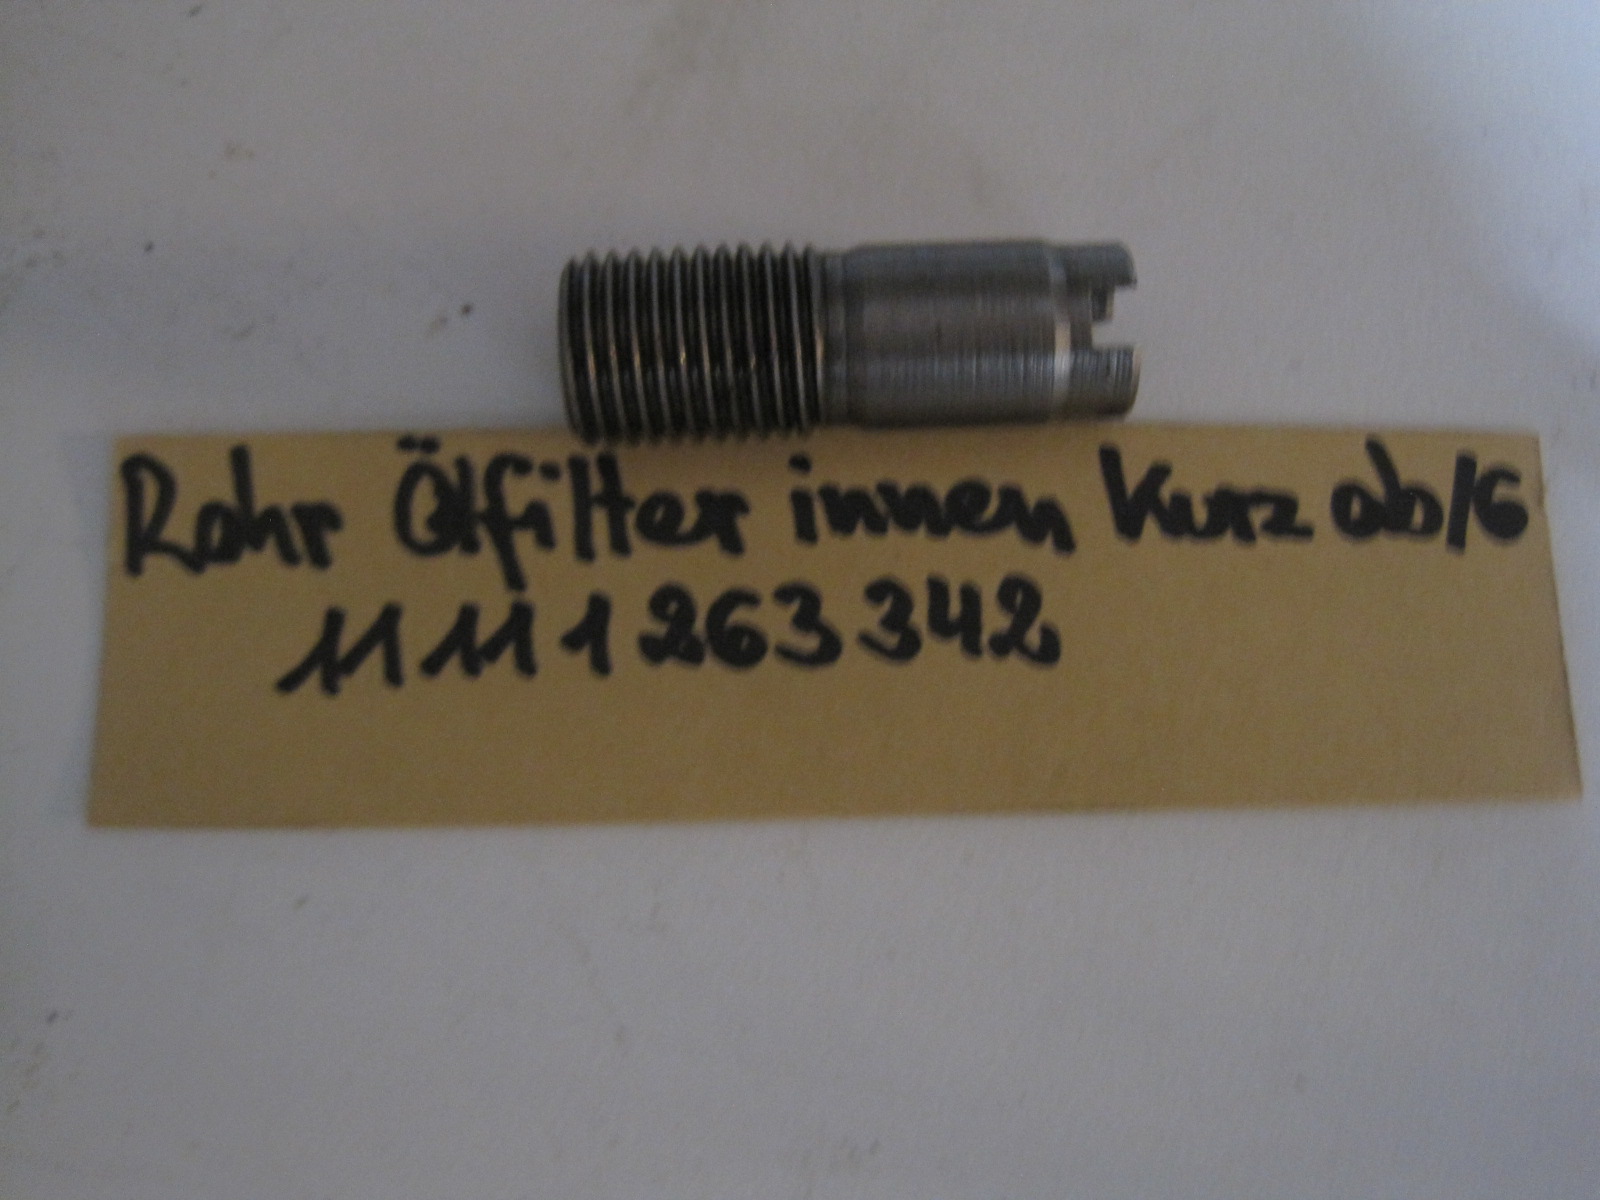 Rohr Ölfilter innen Kurz ab/6
11 11 1 263 342